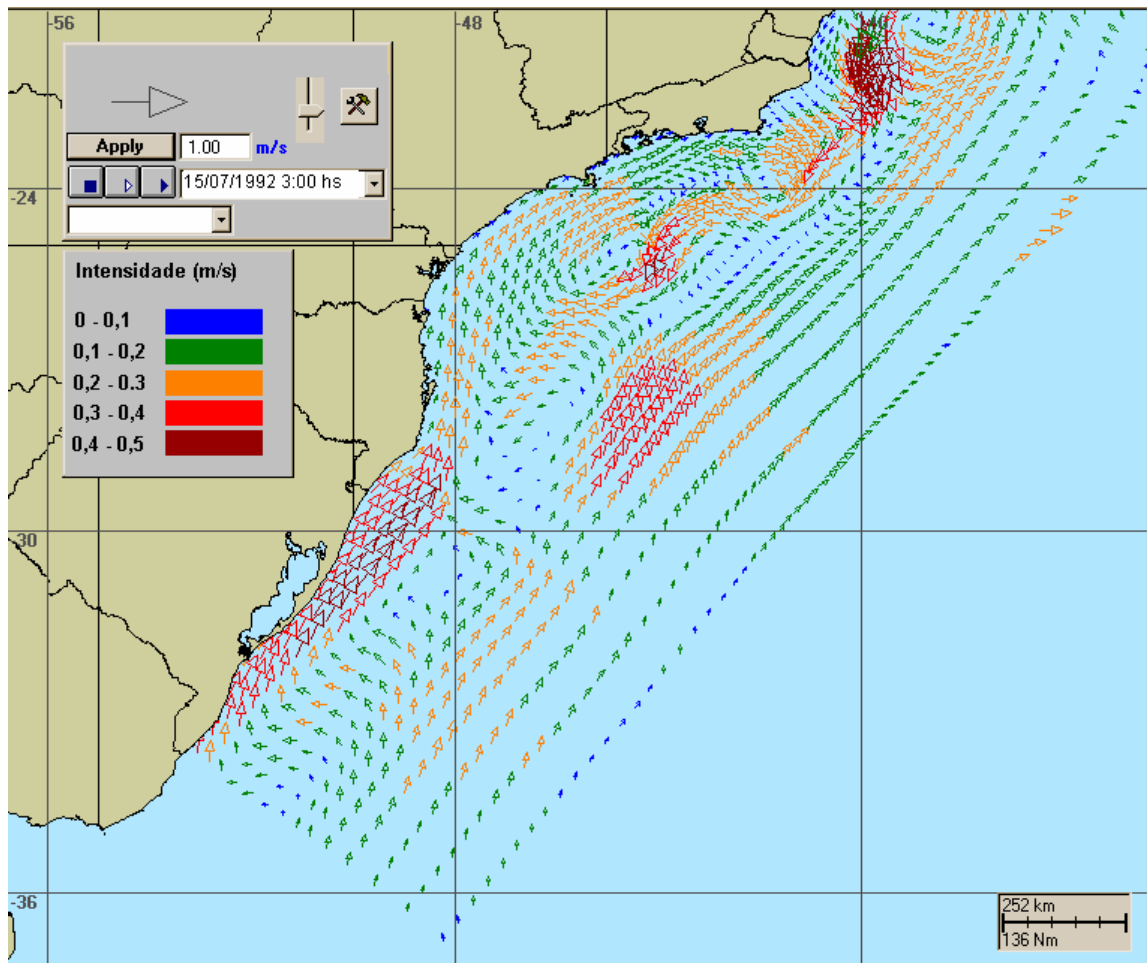 -56
-48
Apply
1.00
m/s
15/07/1992 3:00 hs
-24
Intensidade (m/s)
0 - 0,1
0,1 - 0,2
0,2 - 0.3
0,3 - 0,4
0,4 - 0,5
-30
-36
252 km
136 Nm